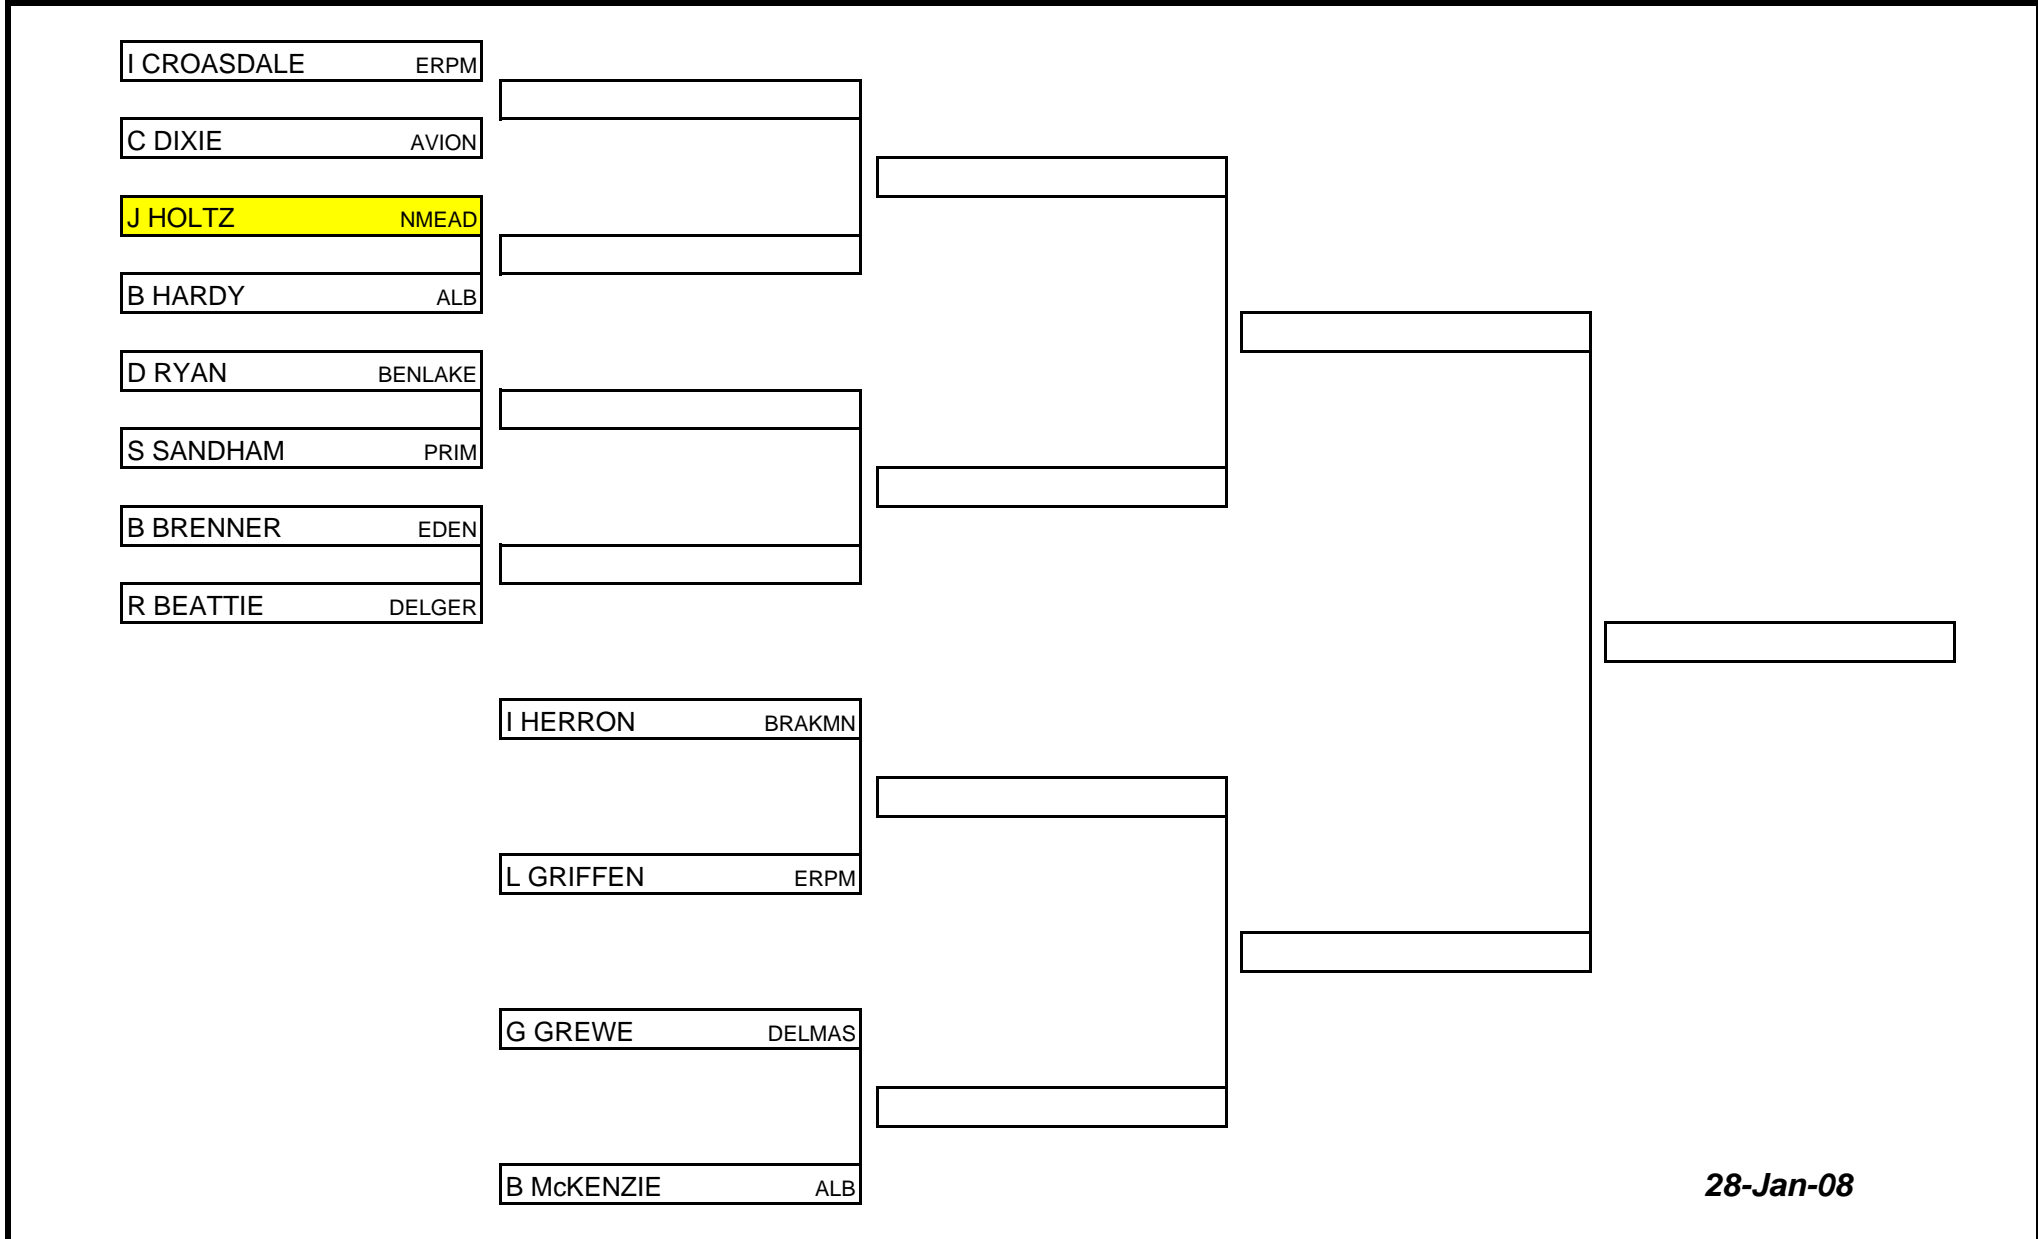 I CROASDALE ERPM
C DIXIE AVION
J HOLTZ NMEAD
B HARDY ALB
D RYAN BENLAKE
S SANDHAM PRIM
B BRENNER EDEN
R BEATTIE DELGER
I HERRON BRAKMN
L GRIFFEN ERPM
G GREWE DELMAS
B McKENZIE ALB
28-Jan-08